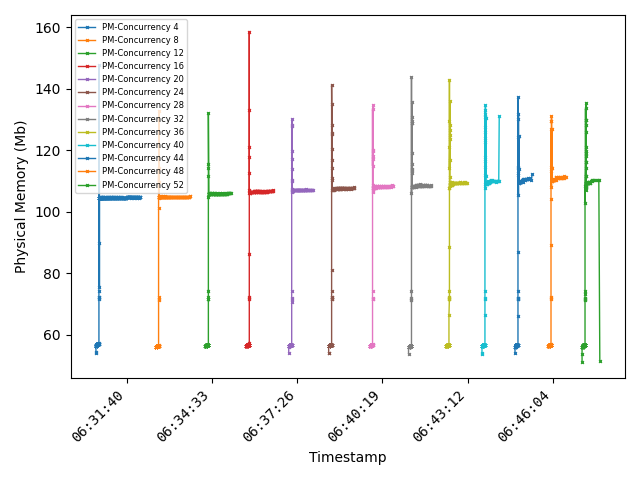 160
140
120
100
80
60
Physical Memory (Mb)
PM-Concurrency 4
PM-Concurrency 8
PM-Concurrency 12
PM-Concurrency 16
PM-Concurrency 20
PM-Concurrency 24
PM-Concurrency 28
PM-Concurrency 32
PM-Concurrency 36
PM-Concurrency 40
PM-Concurrency 44
PM-Concurrency 48
PM-Concurrency 52
06:31:40
06:34:33
06:37:26
06:40:19
06:43:12
06:46:04
Timestamp